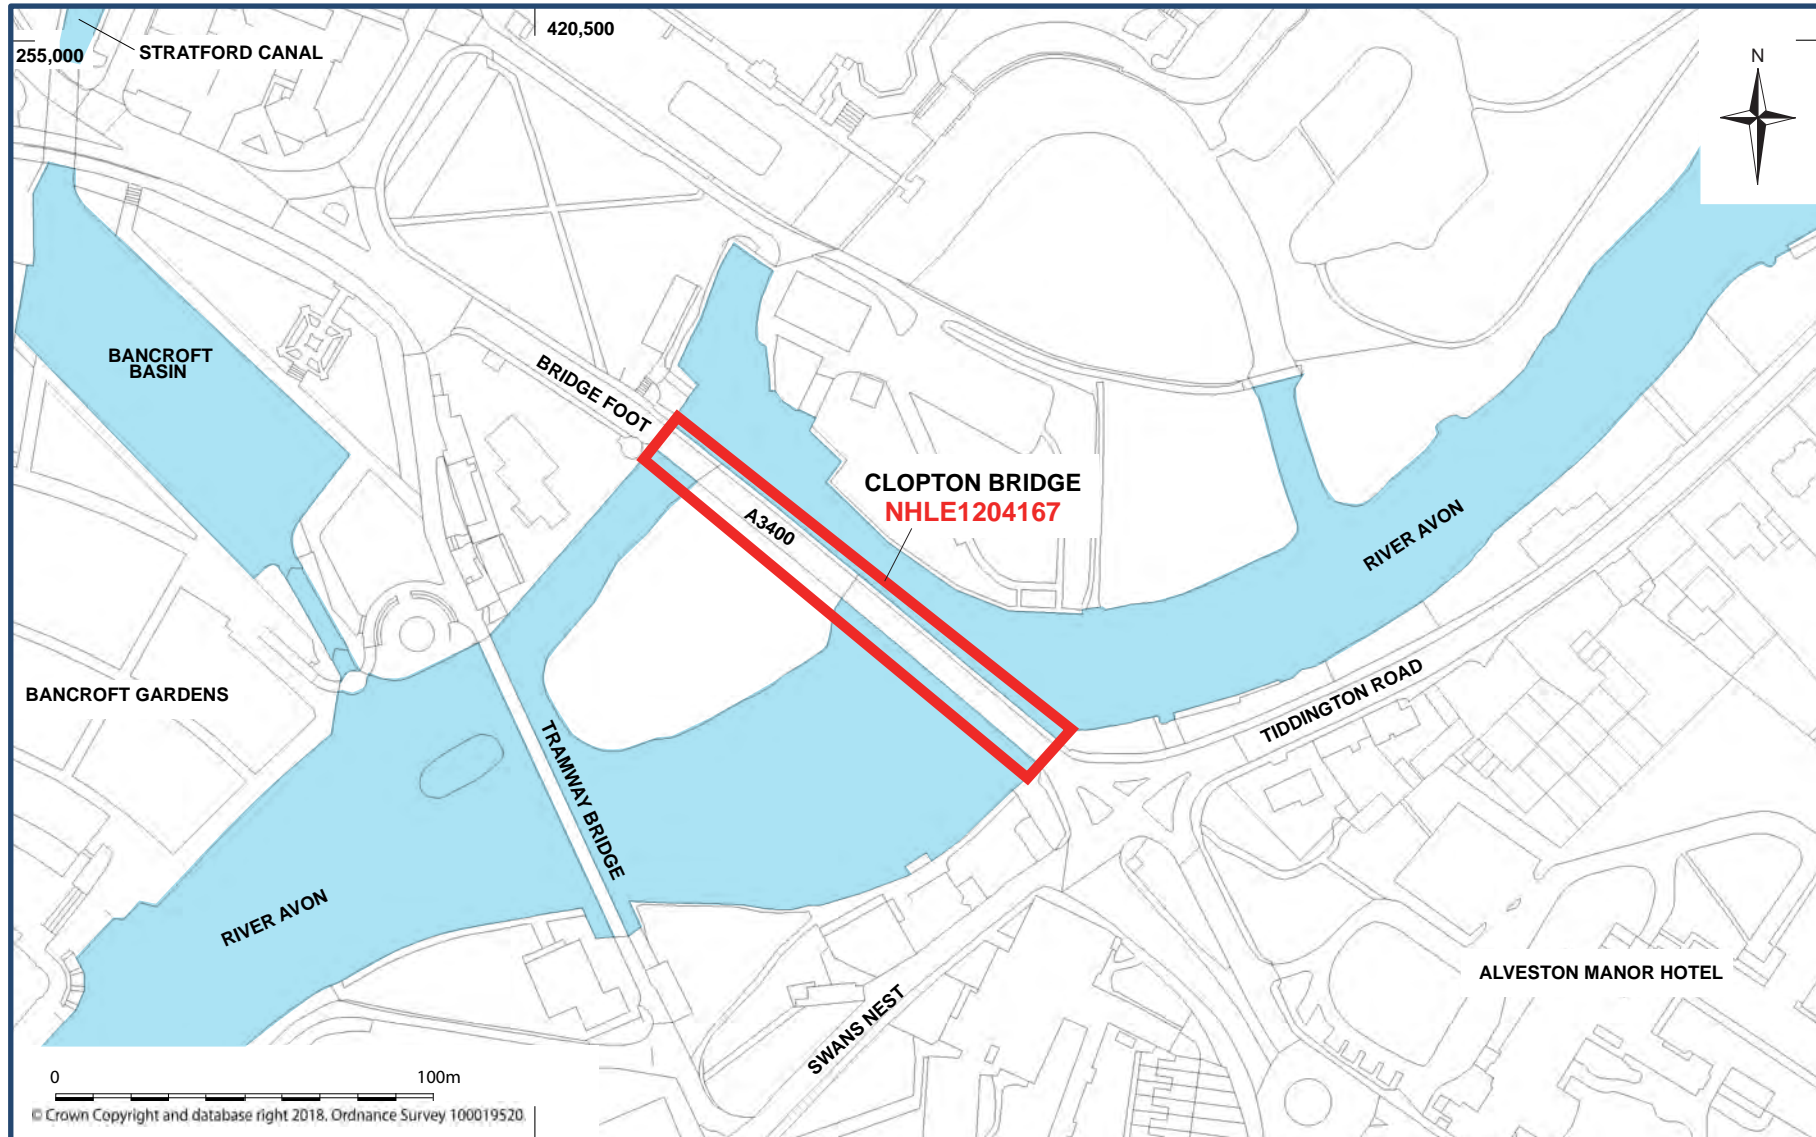 420,500
255,000
STRATFORD CANAL
N
BANCROFT
BASIN
BRIDGE FOOT
CLOPTON BRIDGE
NHLE1204167
A3400
RIVER AVON
BANCROFT GARDENS
TIDDINGTON ROAD
TRAMWAY BRIDGE
RIVER AVON
ALVESTON MANOR HOTEL
SWANS NEST
0 100m
© Crown Copyright and database right 2018. Ordnance Survey 100019520.